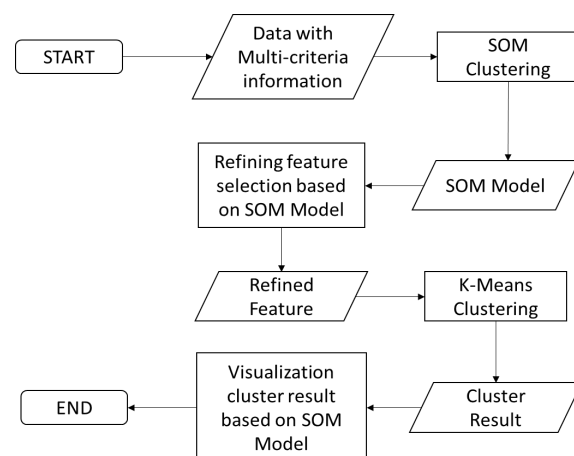 START
Data with
Multi-criteria
information
SOM
Clustering
SOM Model
Refining feature
selection based
on SOM Model
Refined
Feature
K-Means
Clustering
Cluster
Result
Visualization
cluster result
based on SOM
Model
END